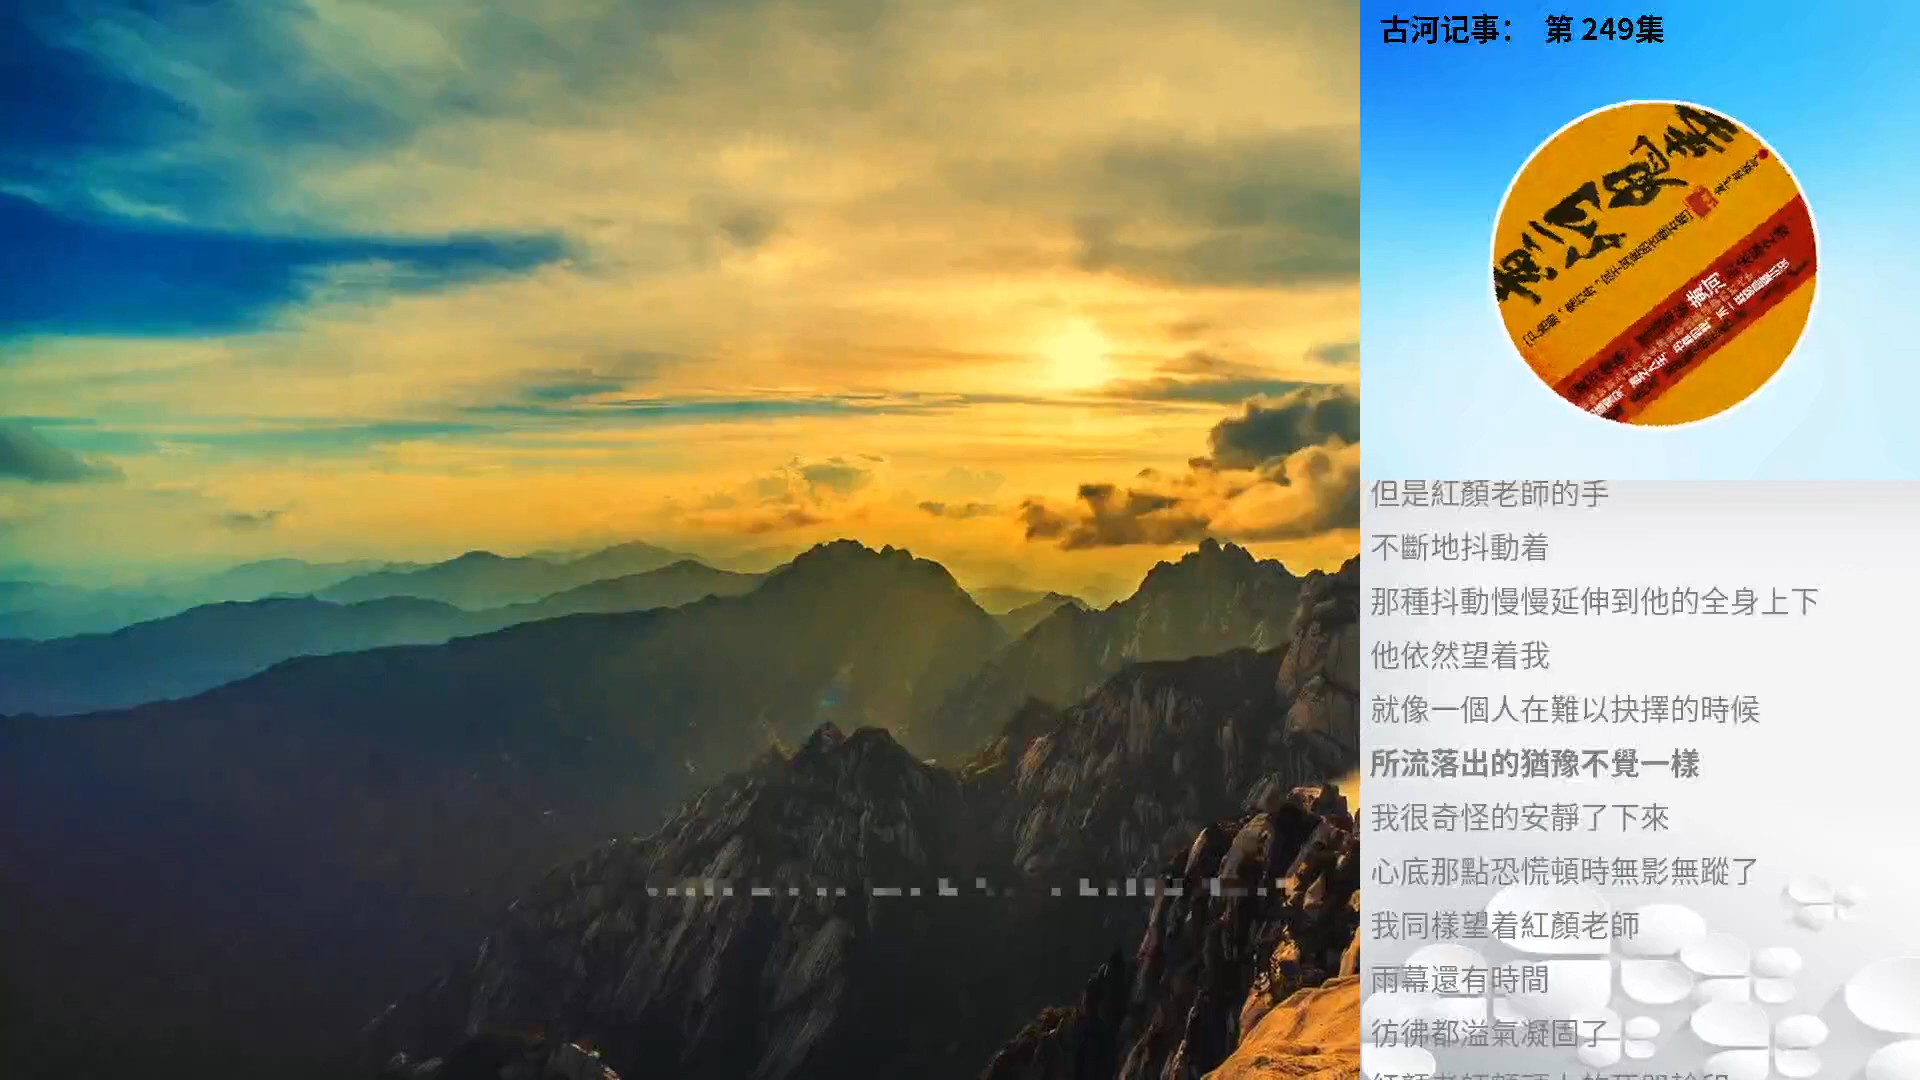 古河记事： 第 249集
但是紅顏老師的手
不斷地抖動着
那種抖動慢慢延伸到他的全身上下
他依然望着我
就像一個人在難以抉擇的時候
所流落出的猶豫不覺一樣
我很奇怪的安靜了下來
心底那點恐慌頓時無影無蹤了
我同樣望着紅顏老師
雨幕還有時間
彷彿都溢氣凝固了